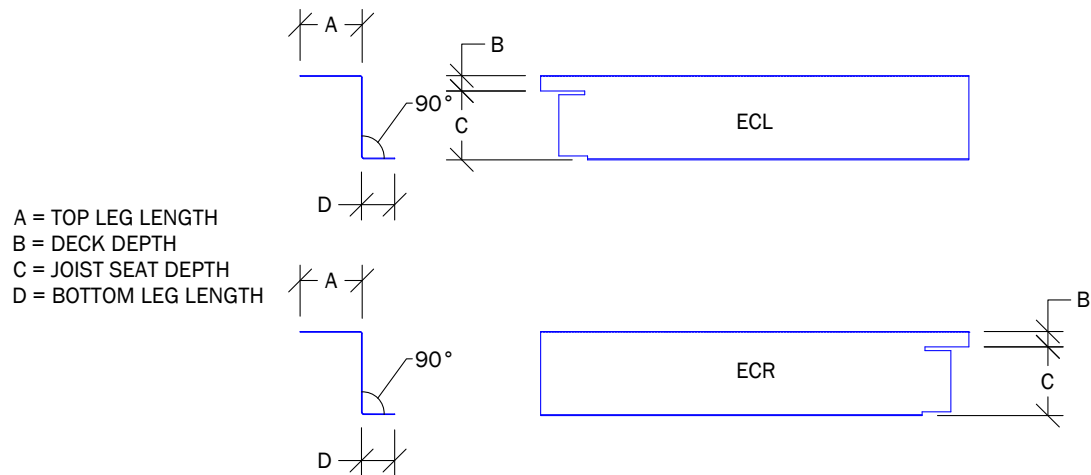 A
B
90°
C
ECL
D
A = TOP LEG LENGTH
B = DECK DEPTH
C = JOIST SEAT DEPTH
D = BOTTOM LEG LENGTH
A
B
90°
ECR
C
D